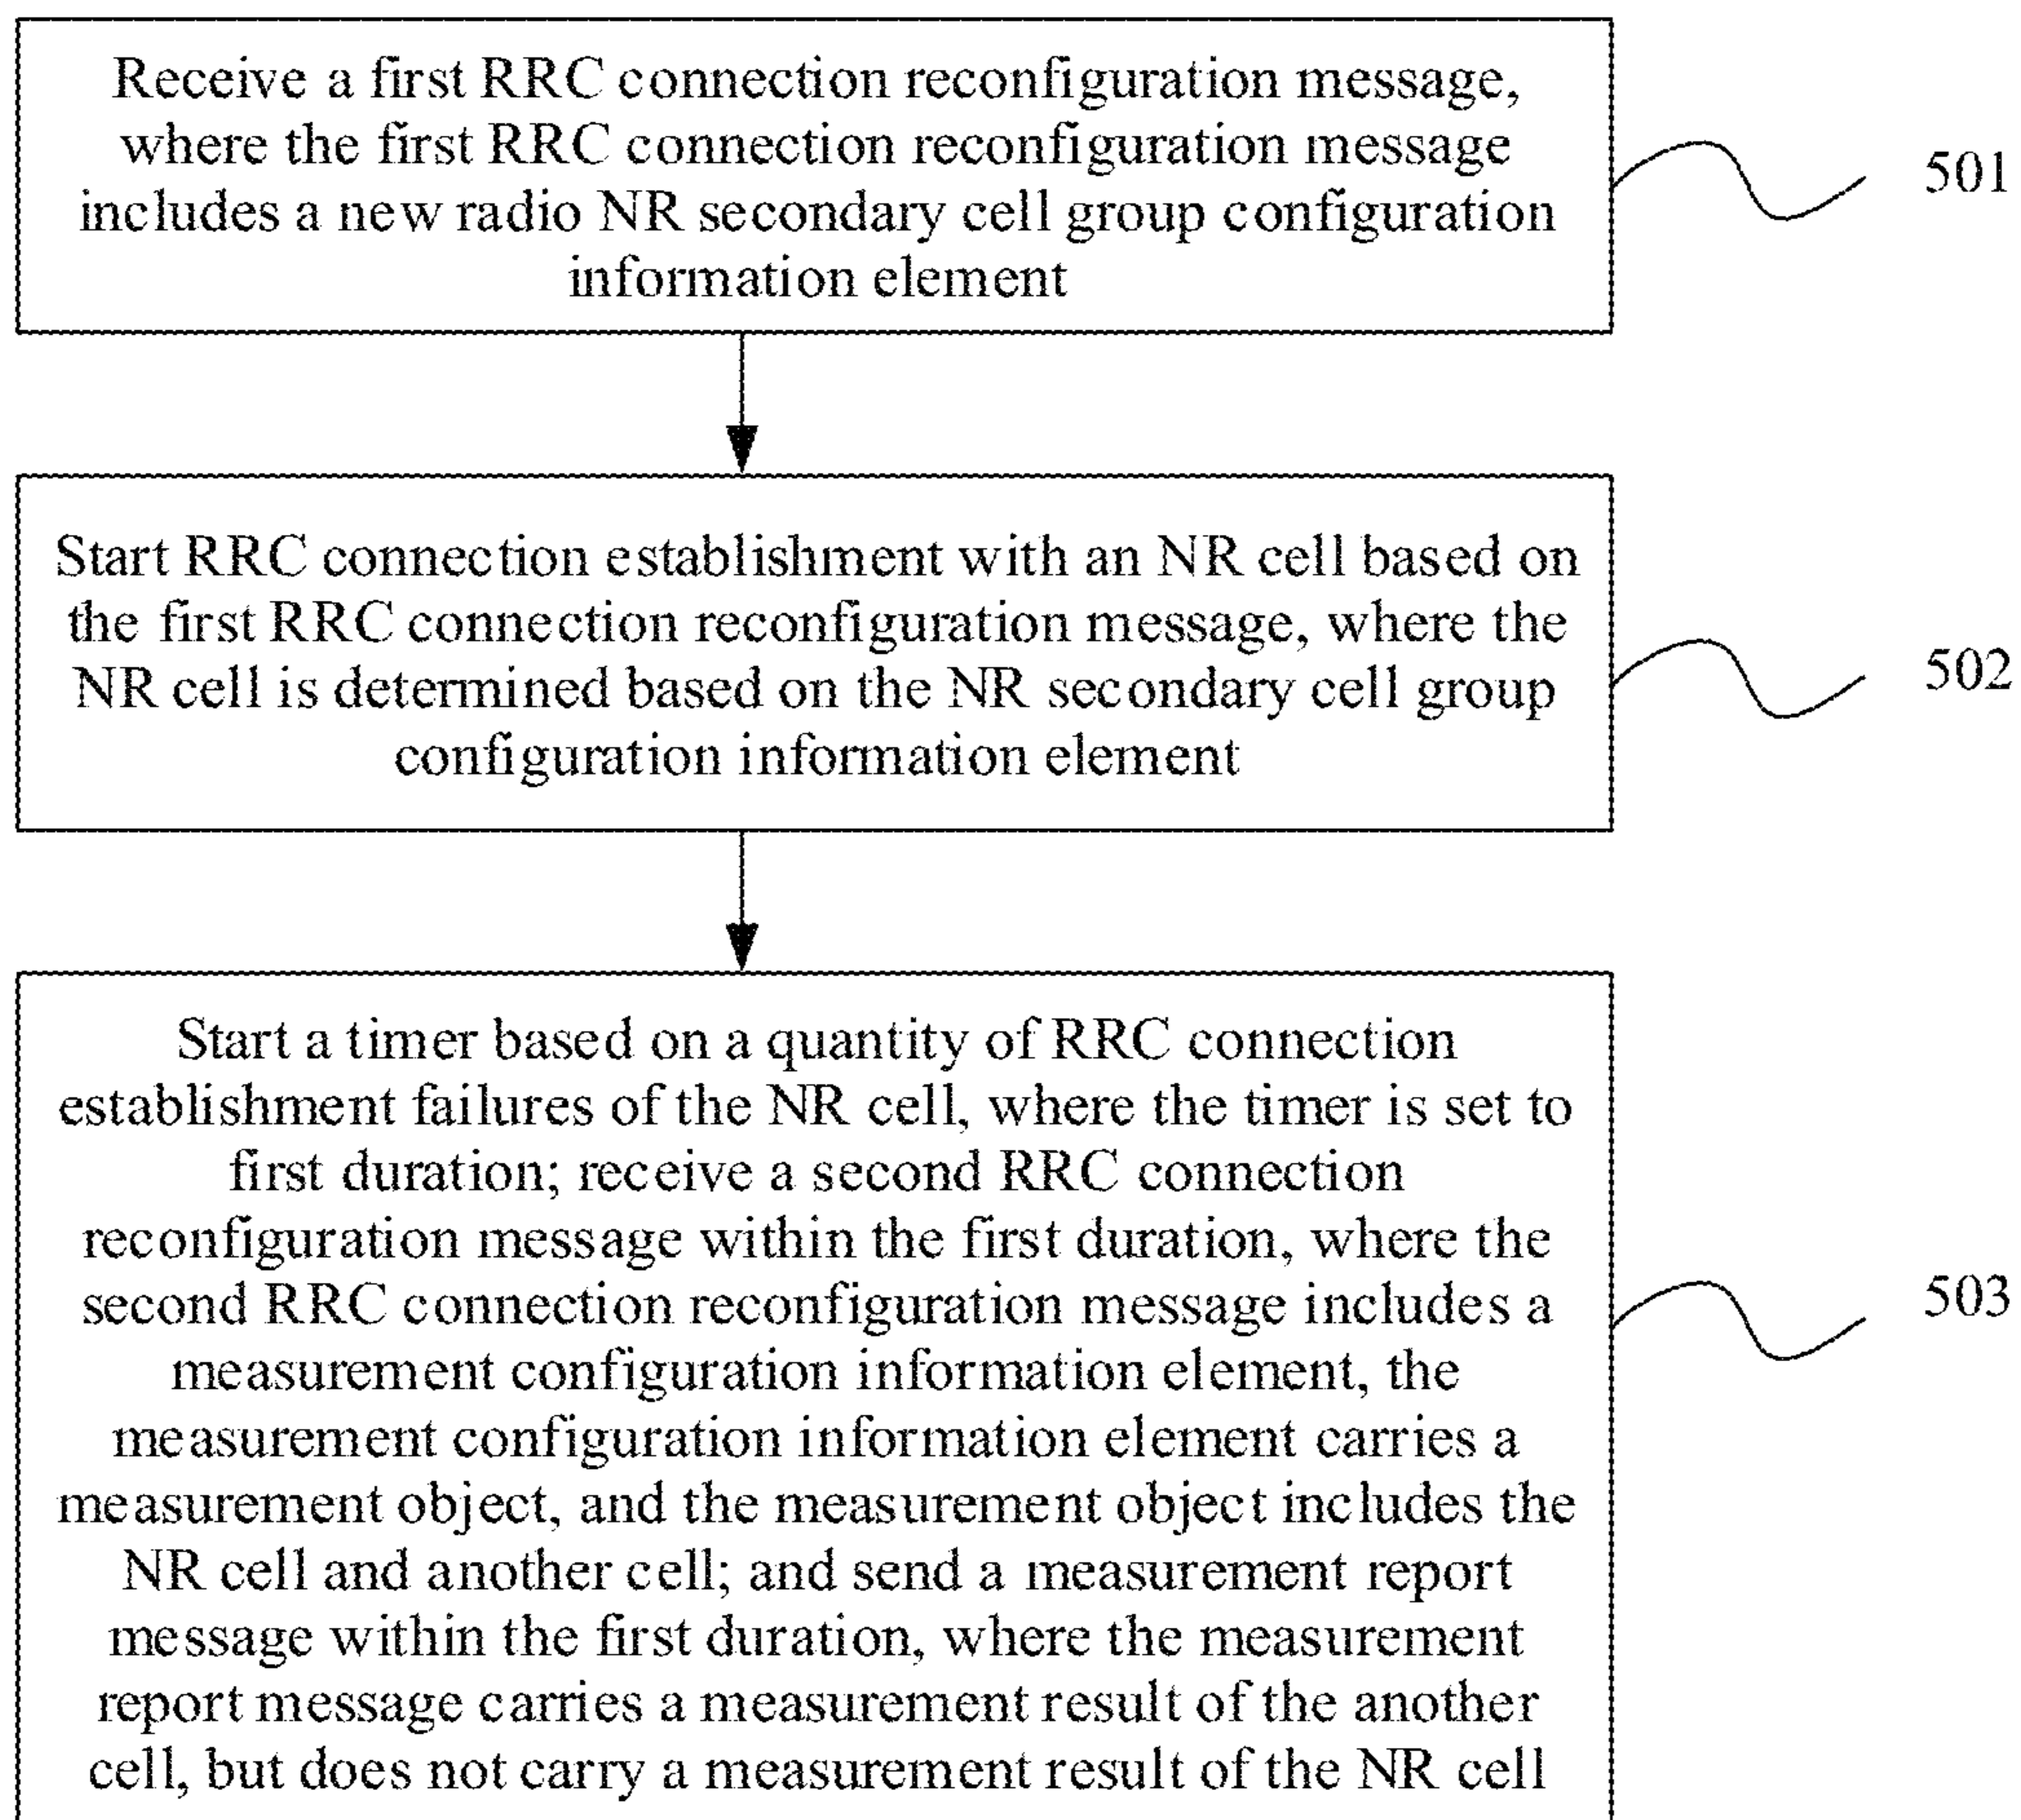 Receive a first RRC connection reconfiguration message,
where the first RRC connection reconfiguration message
includes a new radio NR secondary cell group configuration
information element
501
Start RRC connection establishment with an NR cell based on
the first RRC connection reconfiguration message, where the
NR cell is determined based on the NR secondary cell group
configuration information element
502
Start a timer based on a quantity of RRC connection
establishment failures of the NR cell, where the timer is set to
first duration; receive a second RRC connection
reconfiguration message within the first duration, where the
second RRC connection reconfiguration message includes a
measurement configuration information element, the
measurement configuration information element carries a
measurement object, and the measurement object includes the
NR cell and another cell; and send a measurement report
message within the first duration, where the measurement
report message carries a measurement result of the another
cell, but does not carry a measurement result of the NR cell
503